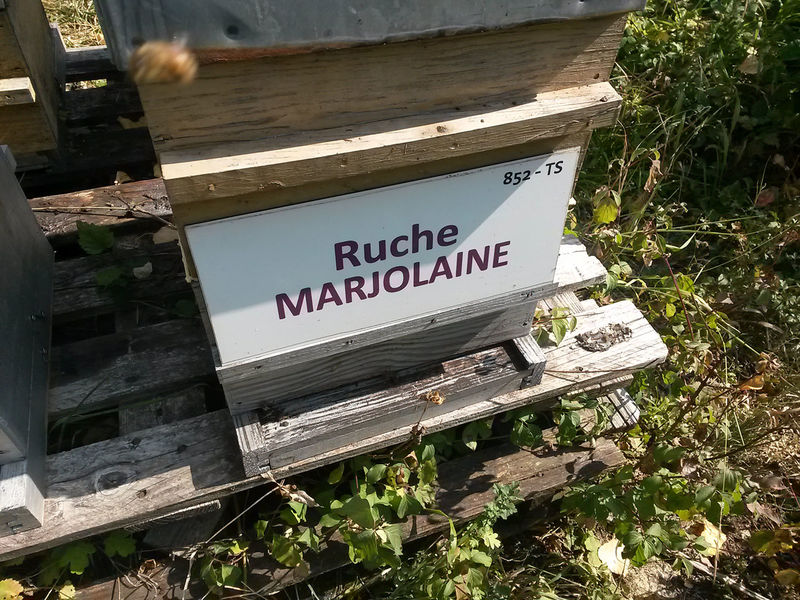 852 - TS
Ruche
MARJOLAINE